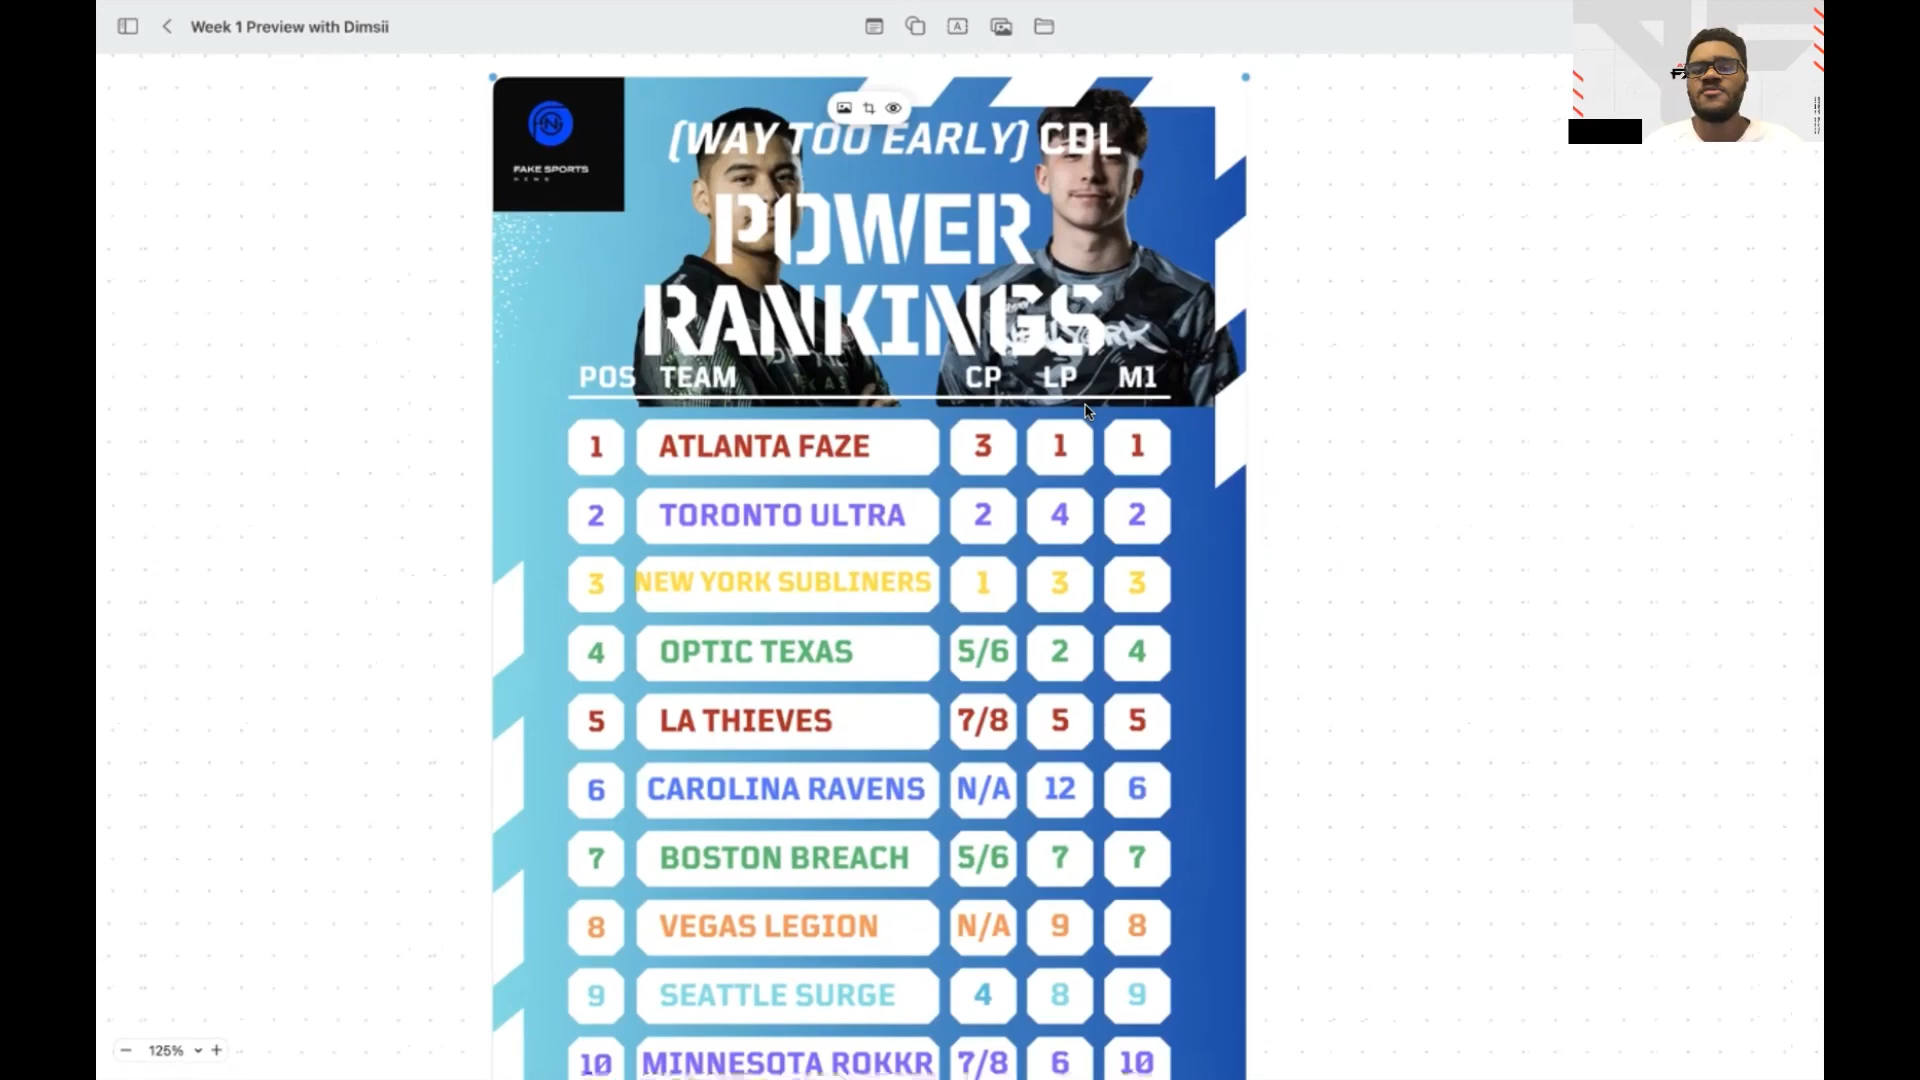 Week 1 Preview with Dimsii
FAKE SPORTS
NEWS
(WAY TOO EARLY) CDL
POWER
RANKINGS
POS TEAM CP LP M1
1 ATLANTA FAZE 3 1 1
2 TORONTO ULTRA 2 4 2
3 NEW YORK SUBLINERS 1 3 3
4 OPTIC TEXAS 5/6 2 4
5 LA THIEVES 7/8 5 5
6 CAROLINA RAVENS N/A 12 6
7 BOSTON BREACH 5/6 7 7
8 VEGAS LEGION N/A 9 8
9 SEATTLE SURGE 4 8 9
10 MINNESOTA ROKKR 7/8 6 10
125%